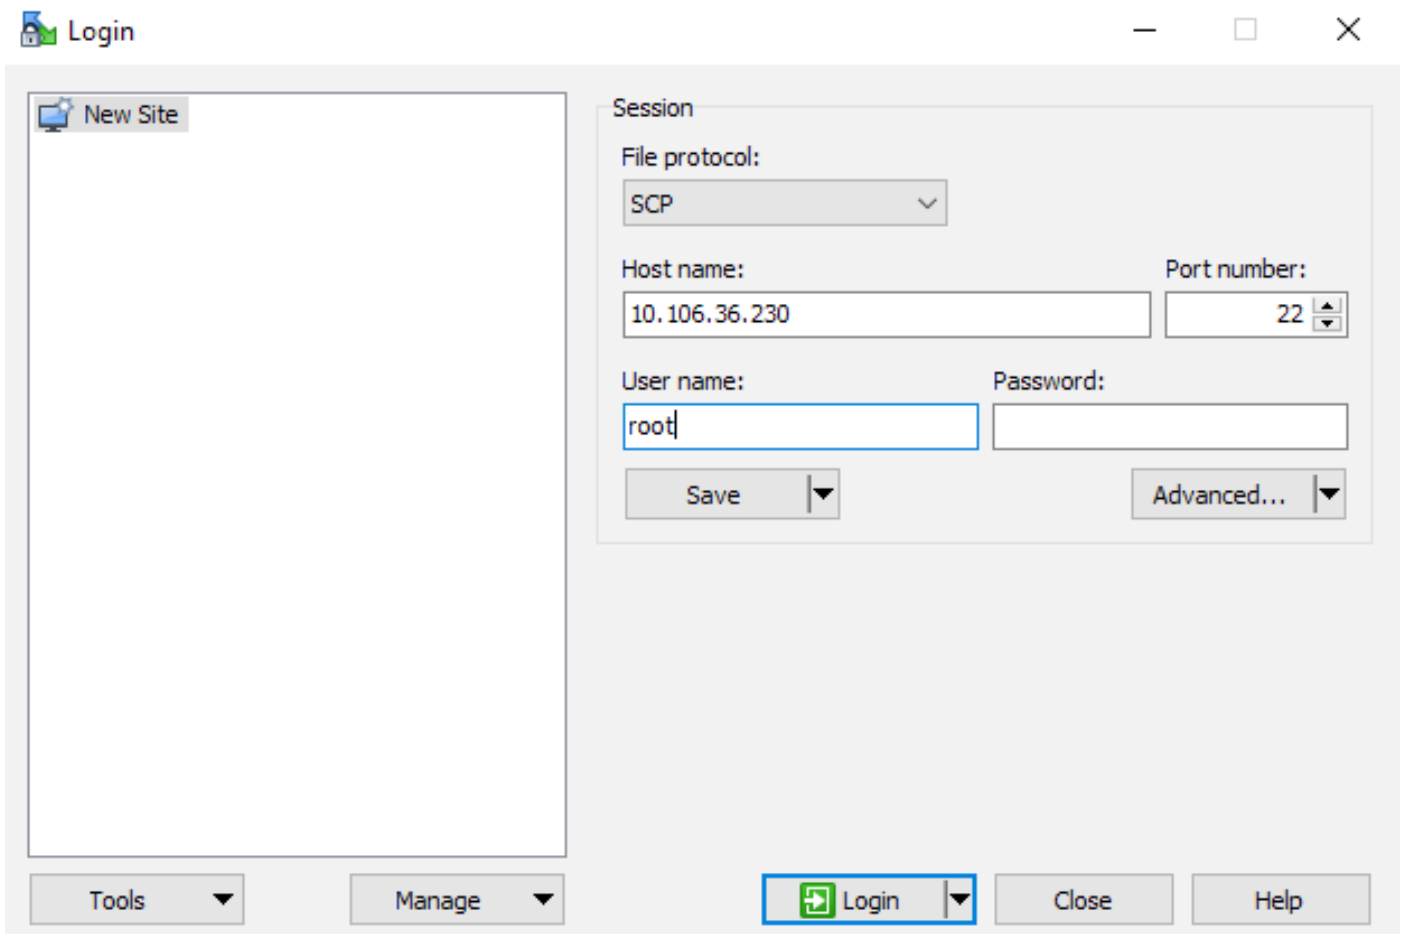 Login
New Site
Session
File protocol:
SCP
Host name: Port number:
10.106.36.230 22
User name: Password:
root
Save Advanced...
Tools Manage Login Close Help